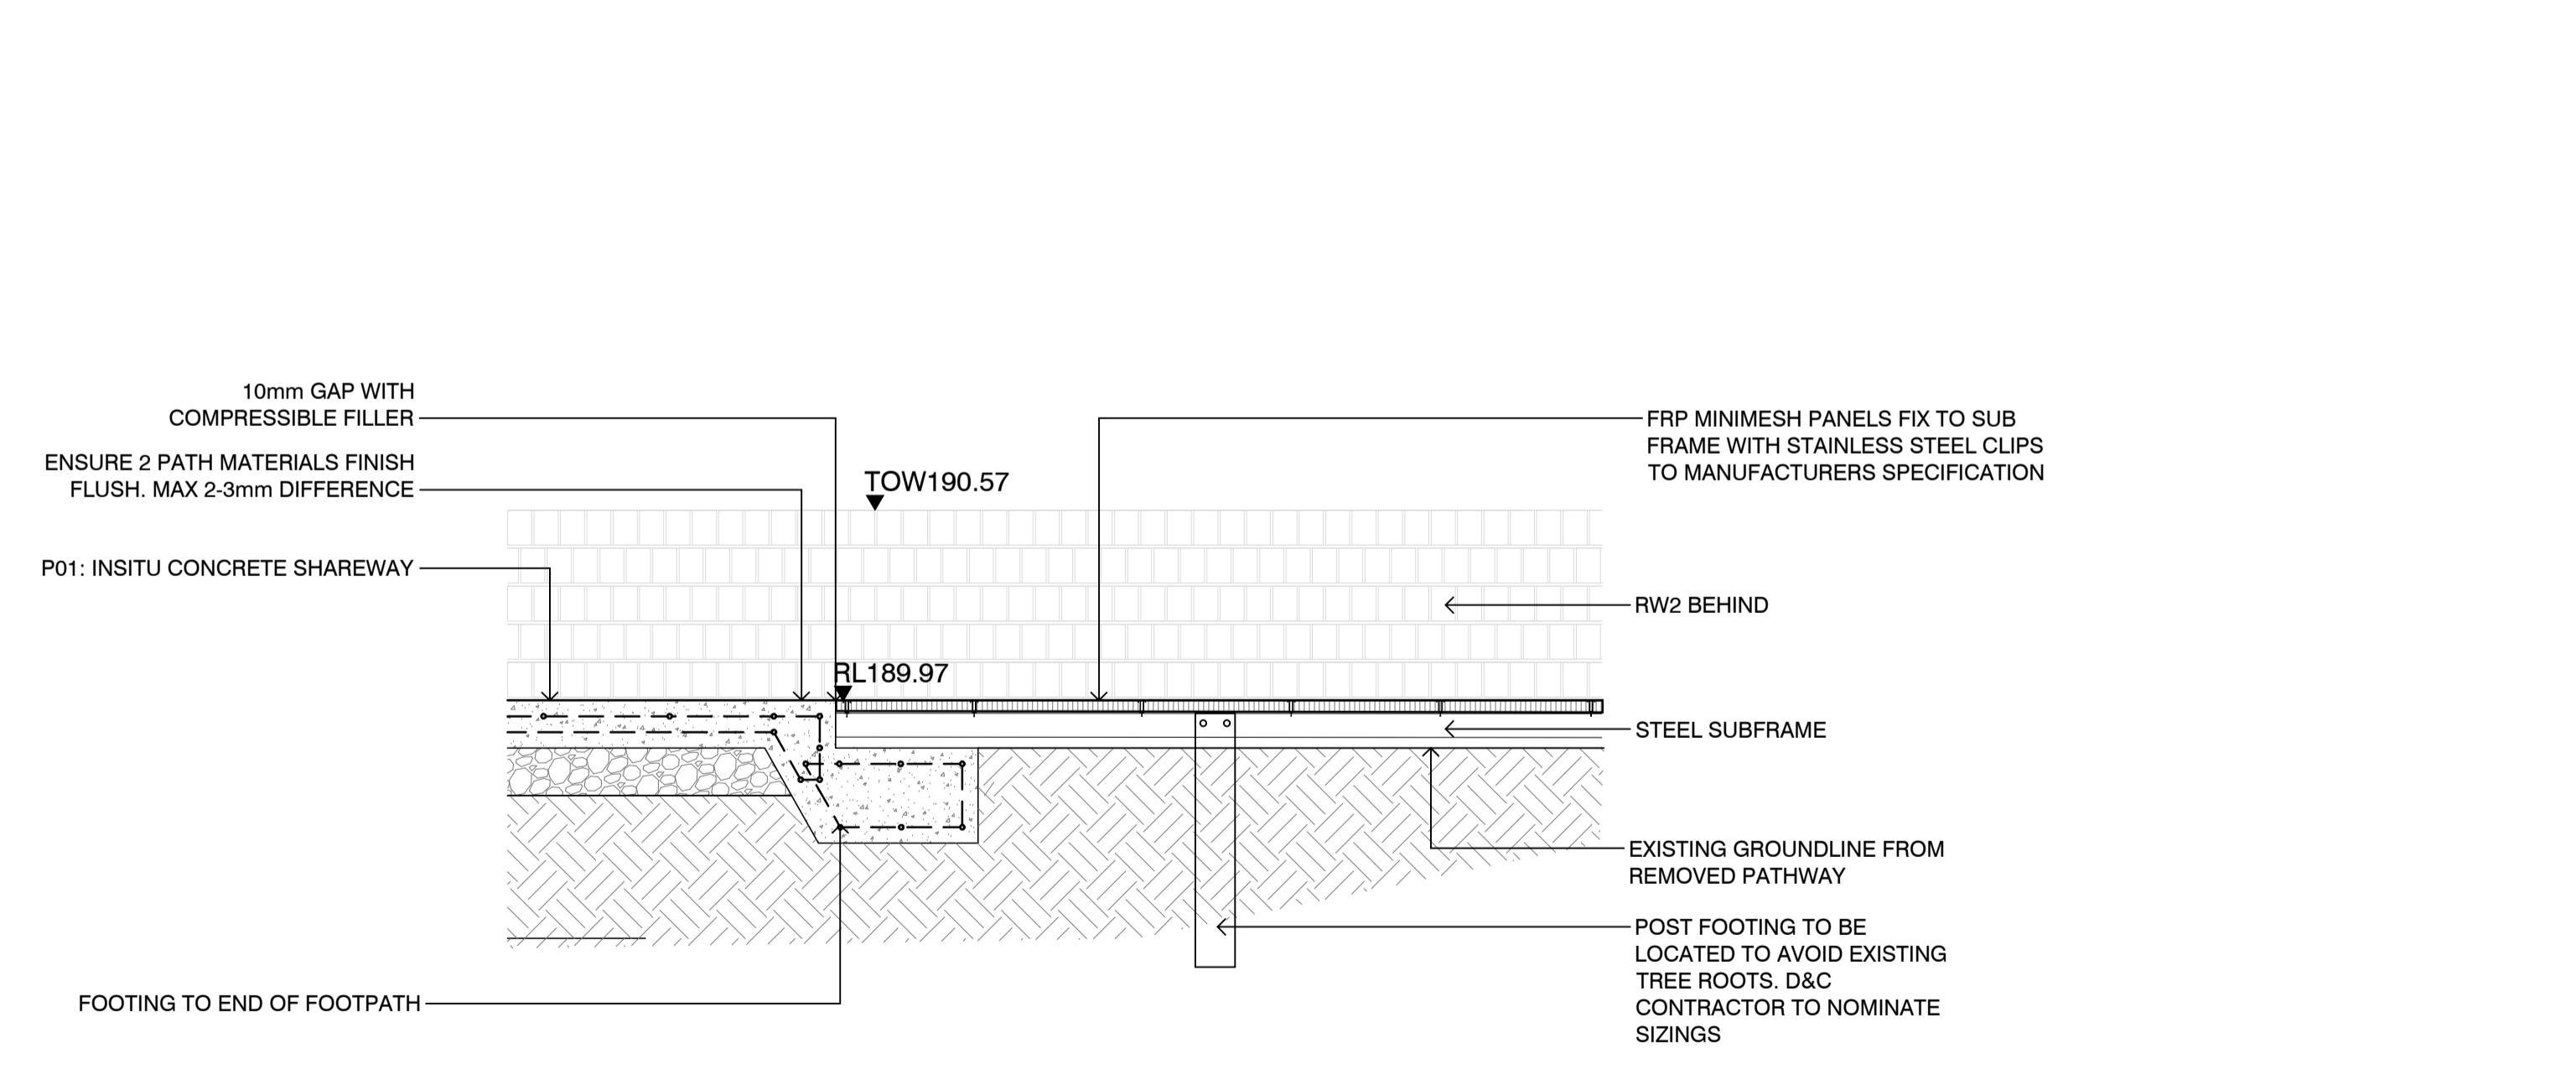 10mm GAP WITH
COMPRESSIBLE FILLER
ENSURE 2 PATH MATERIALS FINISH
FLUSH. MAX 2-3mm DIFFERENCE
P01: INSITU CONCRETE SHAREWAY
FOOTING TO END OF FOOTPATH
TOW190.57
RL189.97
FRP MINIMESH PANELS FIX TO SUB
FRAME WITH STAINLESS STEEL CLIPS
TO MANUFACTURERS SPECIFICATION
RW2 BEHIND
STEEL SUBFRAME
EXISTING GROUNDLINE FROM
REMOVED PATHWAY
POST FOOTING TO BE
LOCATED TO AVOID EXISTING
TREE ROOTS. D&C
CONTRACTOR TO NOMINATE
SIZINGS